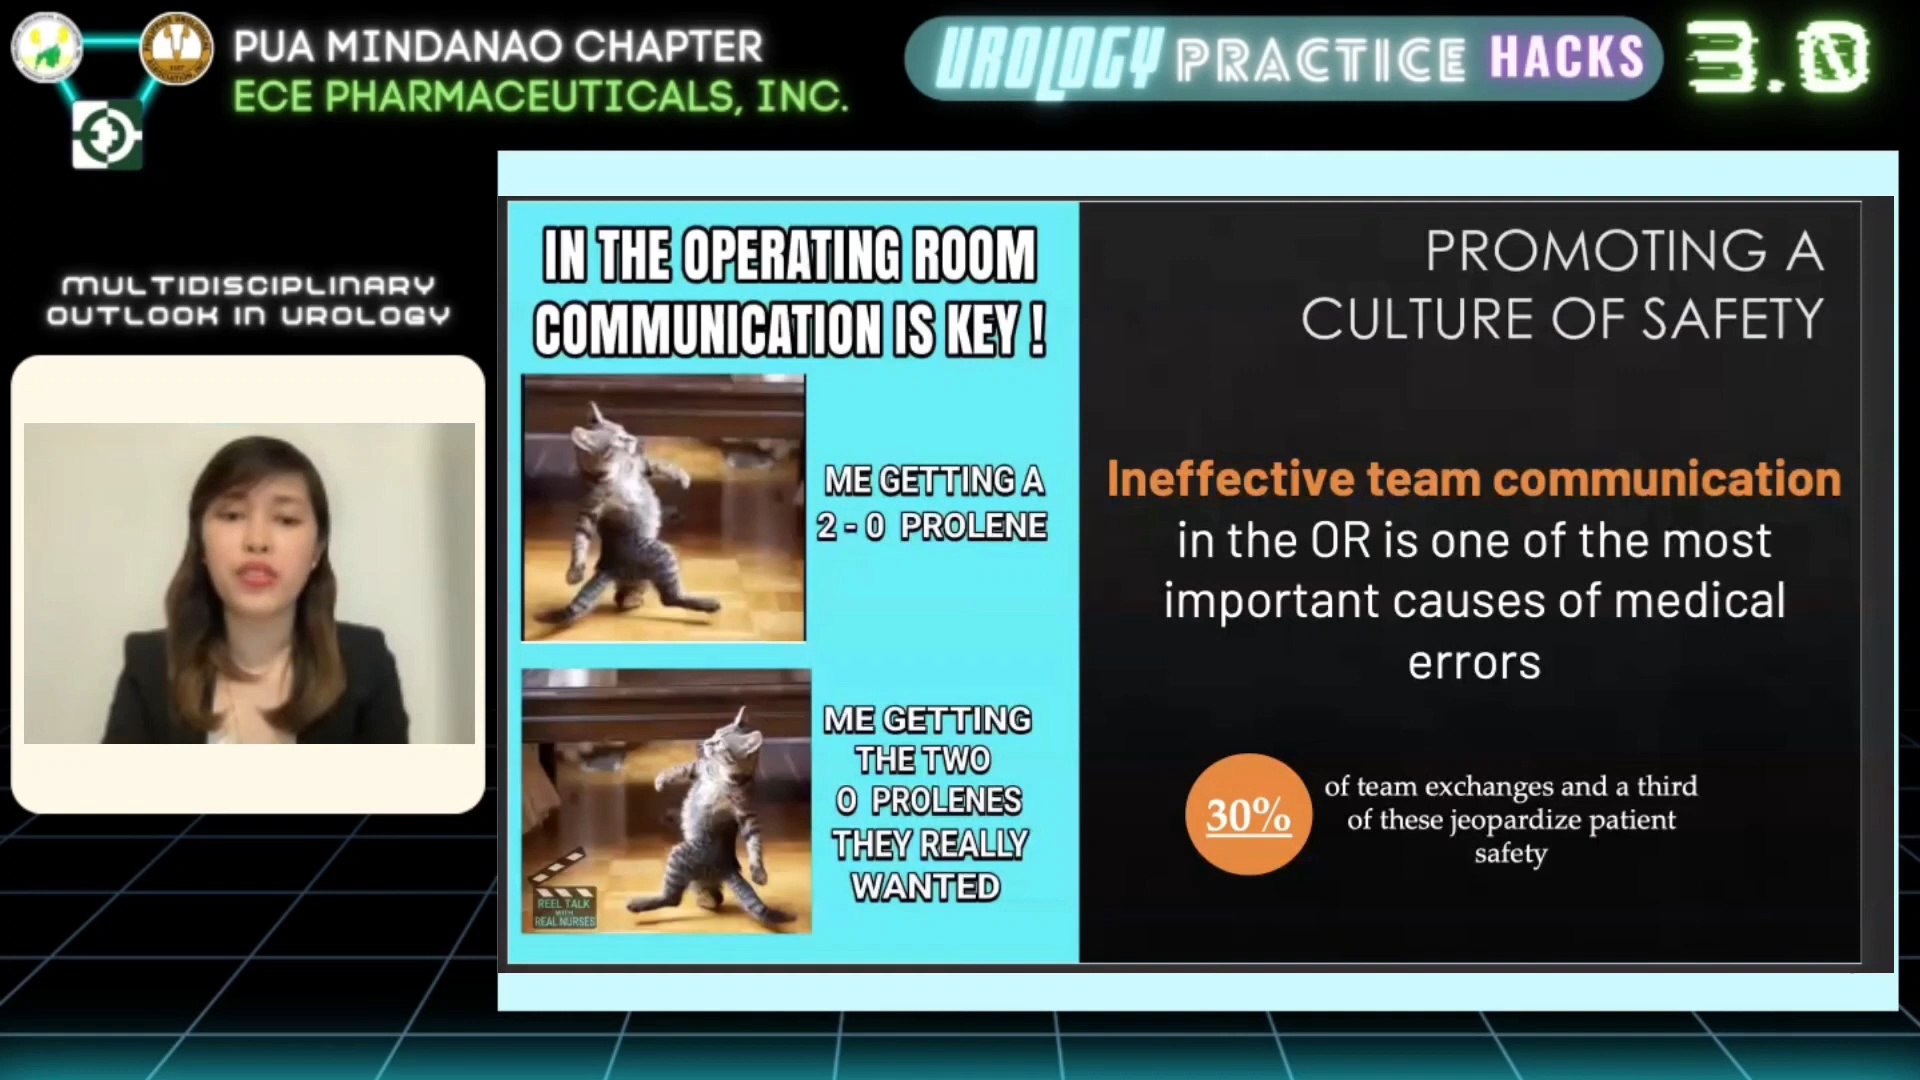 PUA MINDANAO CHAPTER
ECE PHARMACEUTICALS, INC.
UROLOGY PRACTICE HACKS 3.0
MULTIDISCIPLINARY
OUTLOOK IN UROLOGY
IN THE OPERATING ROOM
COMMUNICATION IS KEY !
ME GETTING A
2 - 0 PROLENE
ME GETTING
THE TWO
0 PROLENES
THEY REALLY
WANTED
REEL TALK
WITH
REAL NURSES
PROMOTING A
CULTURE OF SAFETY
Ineffective team communication
in the OR is one of the most
important causes of medical
errors
30%
of team exchanges and a third
of these jeopardize patient
safety